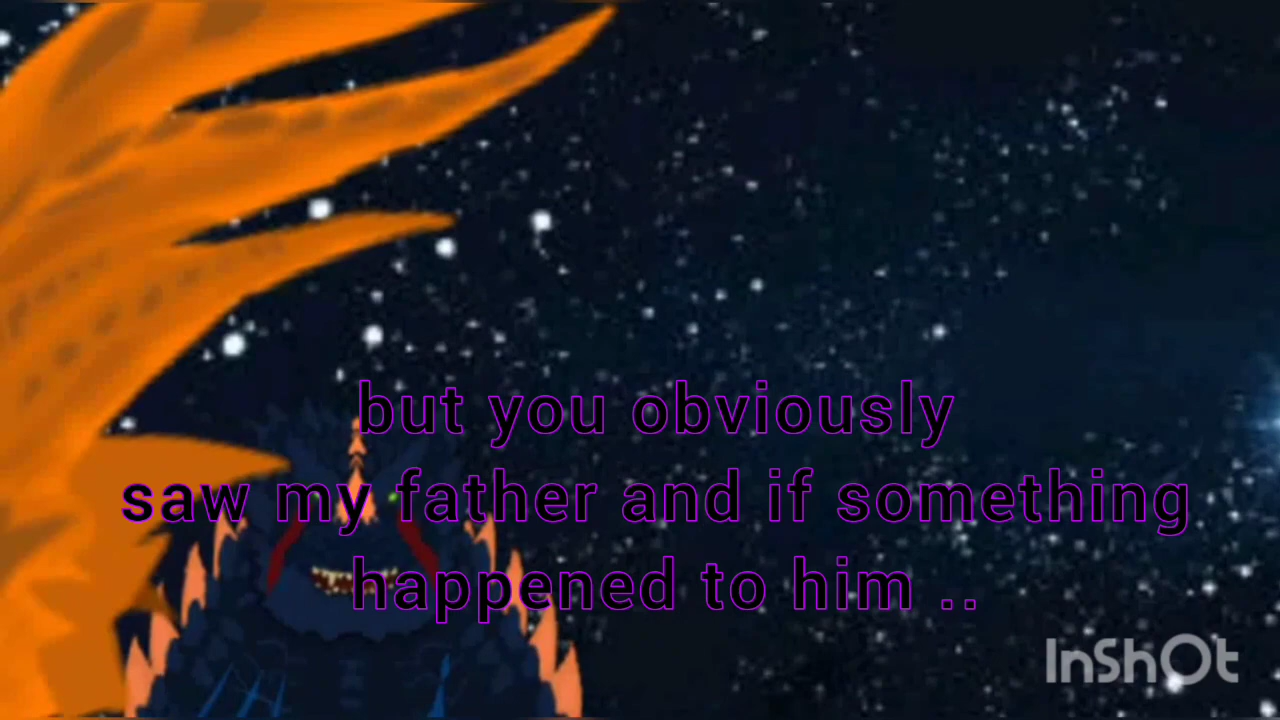 but you obviously
saw my father and if something
happened to him ..
InShOt